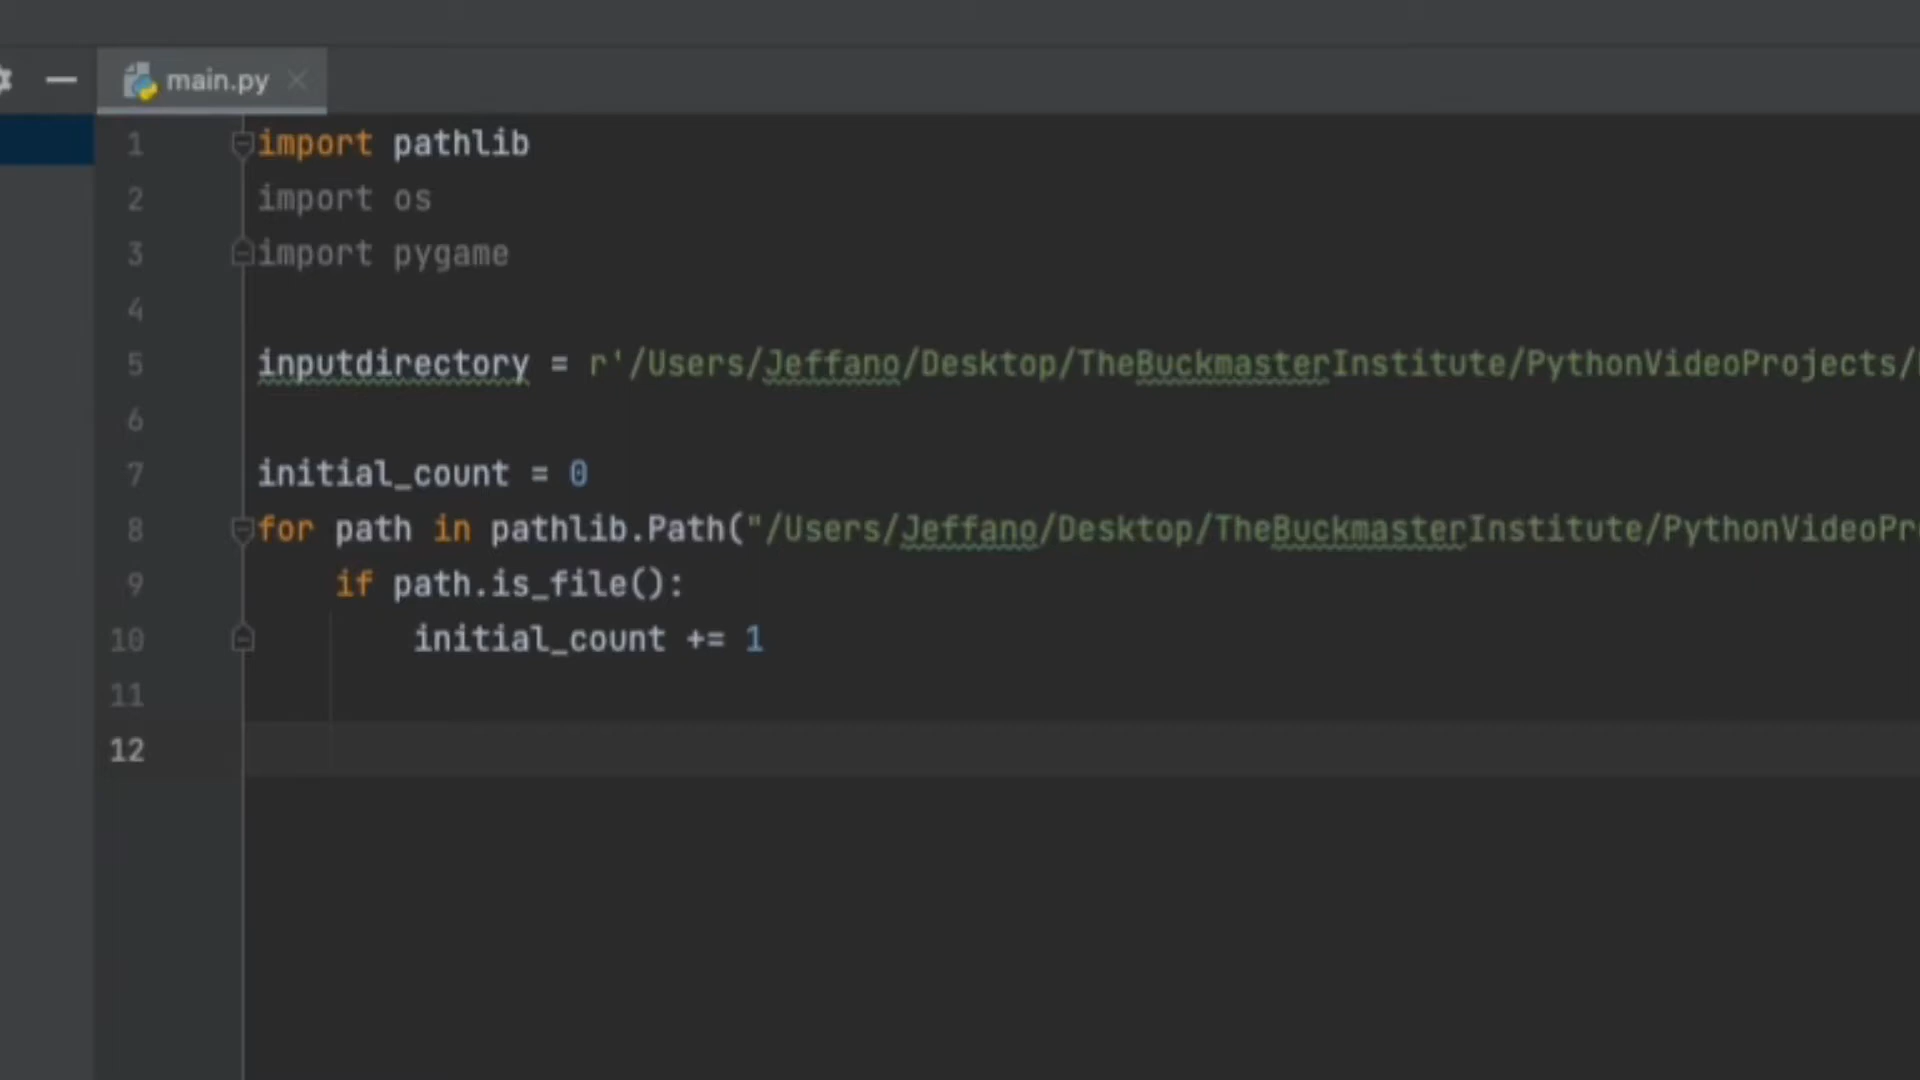 main.py
1 import pathlib
2 import os
3 import pygame
4
5 inputdirectory = r'/Users/Jeffano/Desktop/TheBuckmasterInstitute/PythonVideoProjects/
6
7 initial_count = 0
8 for path in pathlib.Path("/Users/Jeffano/Desktop/TheBuckmasterInstitute/PythonVideoPr
9 if path.is_file():
10 initial_count += 1
11
12